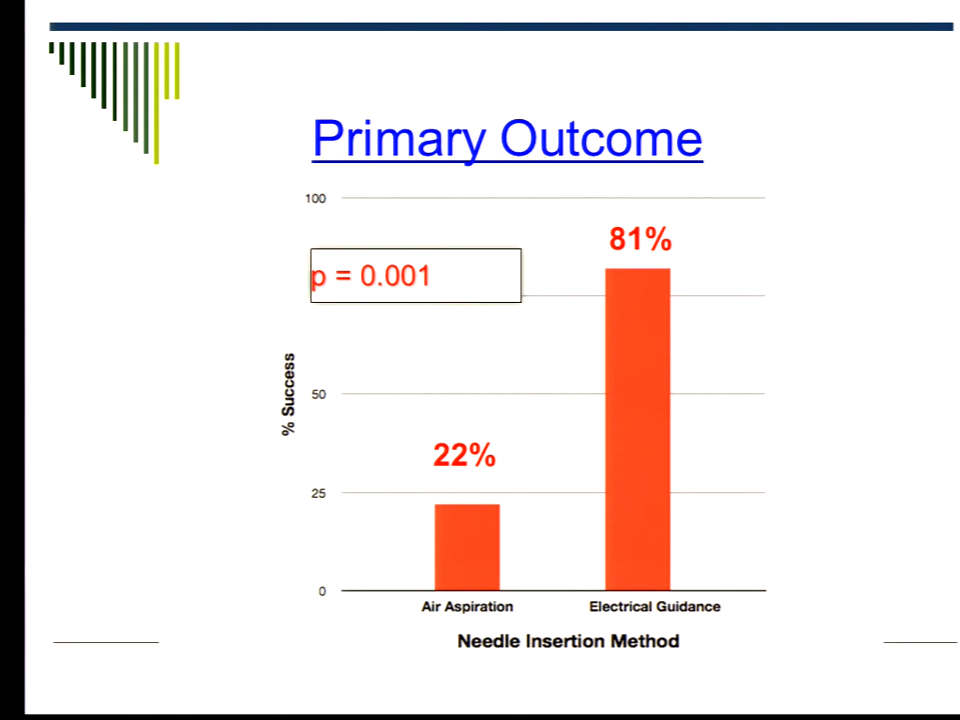 Primary Outcome
100
81%
p = 0.001
% Success
50
22%
25
0
Air Aspiration
Electrical Guidance
Needle Insertion Method